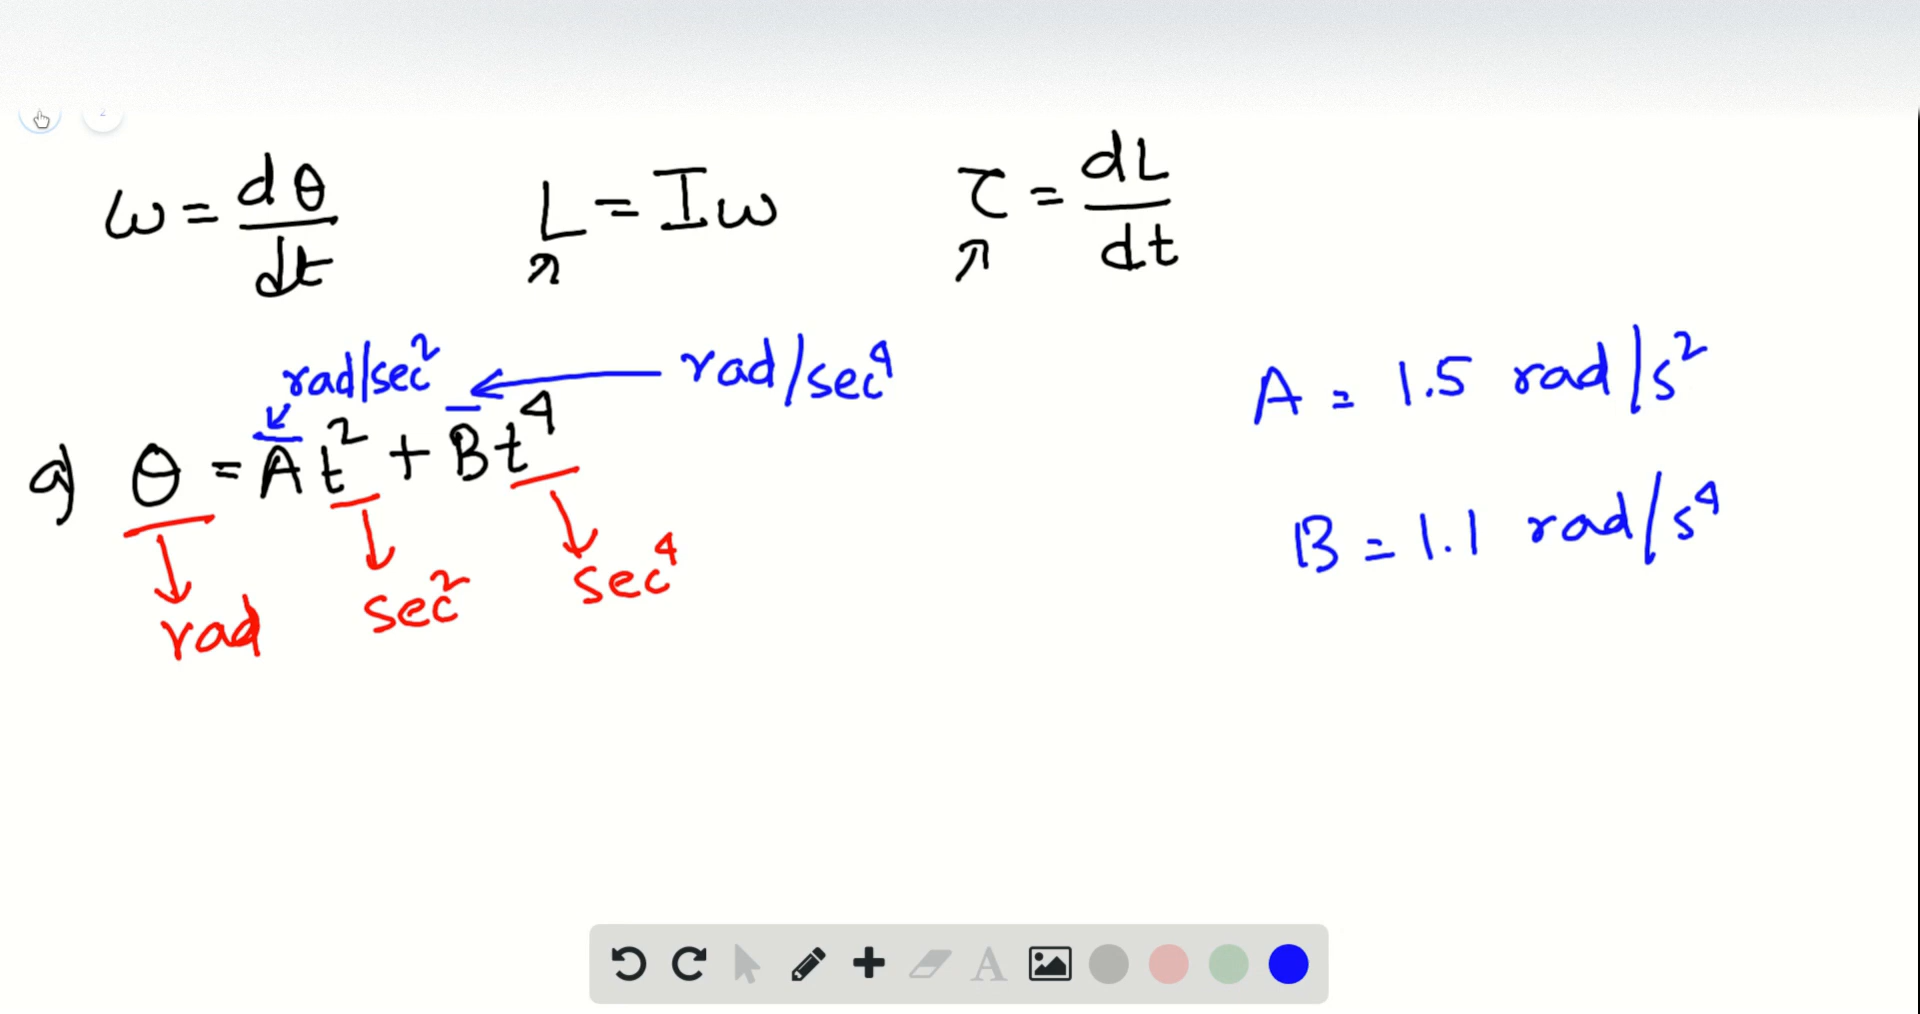 2
ω = dθ/dt L = Iω τ = dL/dt
rad/sec² ← rad/sec⁴
A = 1.5 rad/s²
a) θ = At² + Bt⁴
B = 1.1 rad/s⁴
rad sec² sec⁴
A